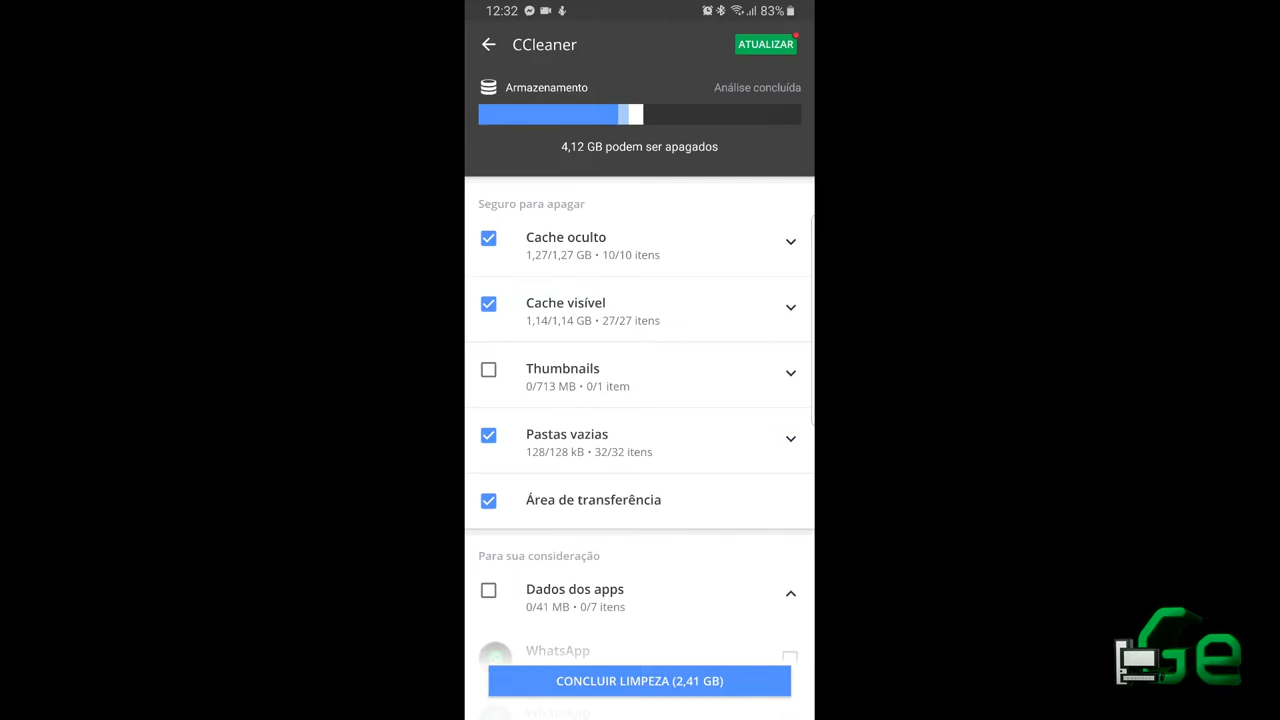 12:32
83%
CCleaner
ATUALIZAR
Armazenamento
Análise concluída
4,12 GB podem ser apagados
Seguro para apagar
Cache oculto
1,27/1,27 GB • 10/10 itens
Cache visível
1,14/1,14 GB • 27/27 itens
Thumbnails
0/713 MB • 0/1 item
Pastas vazias
128/128 kB • 32/32 itens
Área de transferência
Para sua consideração
Dados dos apps
0/41 MB • 0/7 itens
WhatsApp
CONCLUIR LIMPEZA (2,41 GB)
WhatsApp
Ge